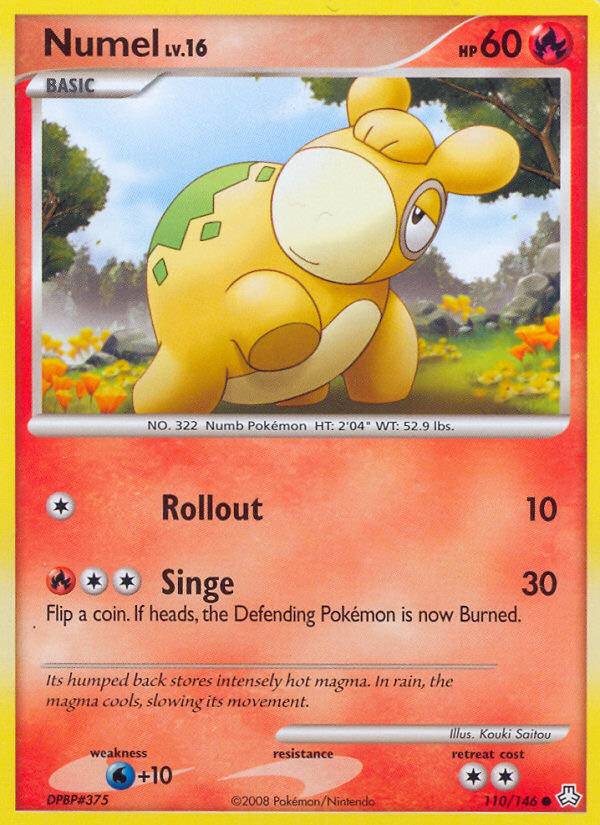 Numel LV.16
HP 60
BASIC
NO. 322 Numb Pokémon HT: 2'04" WT: 52.9 lbs.
Rollout 10
Singe 30
Flip a coin. If heads, the Defending Pokémon is now Burned.
Its humped back stores intensely hot magma. In rain, the
magma cools, slowing its movement.
Illus. Kouki Saitou
weakness resistance retreat cost
+10
DPBP#375 ©2008 Pokémon/Nintendo 110/146